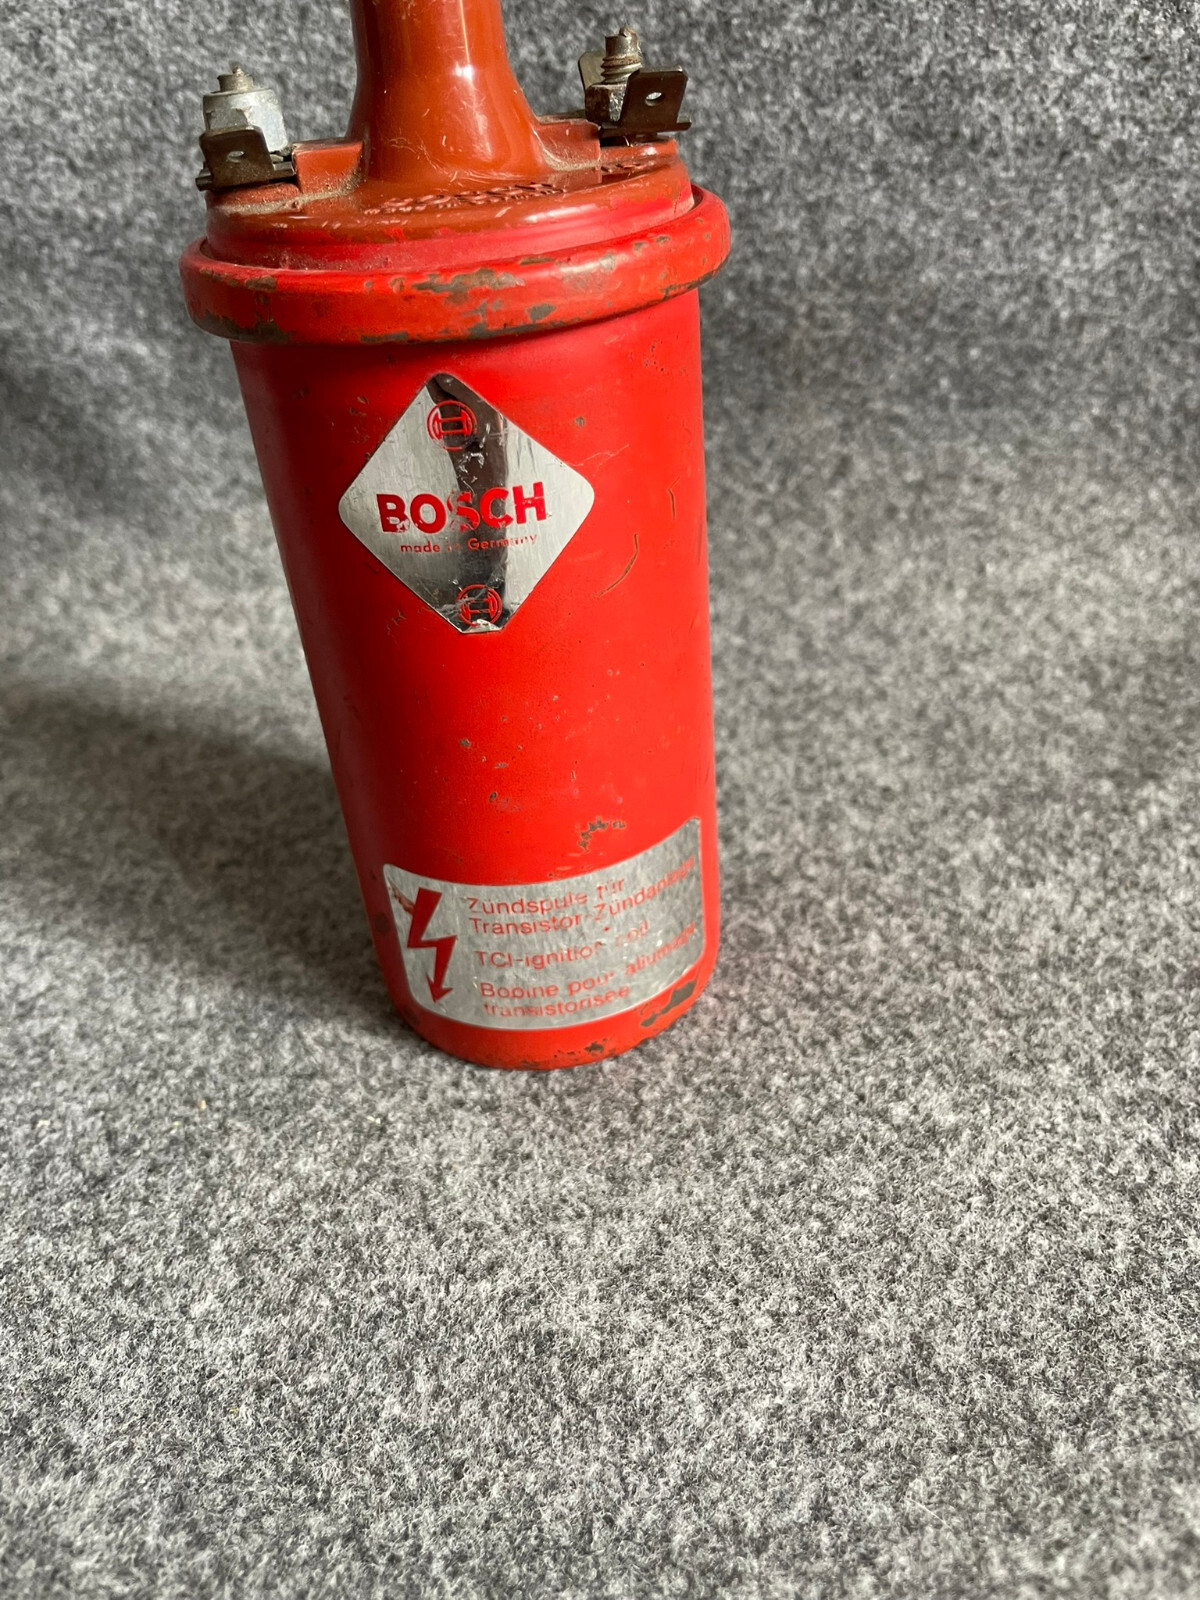 BOSCH
made in Germany
Zündspule für
Transistor-Zündanlage
TCI-ignition coil
Bobine pour allumage
transistorisée